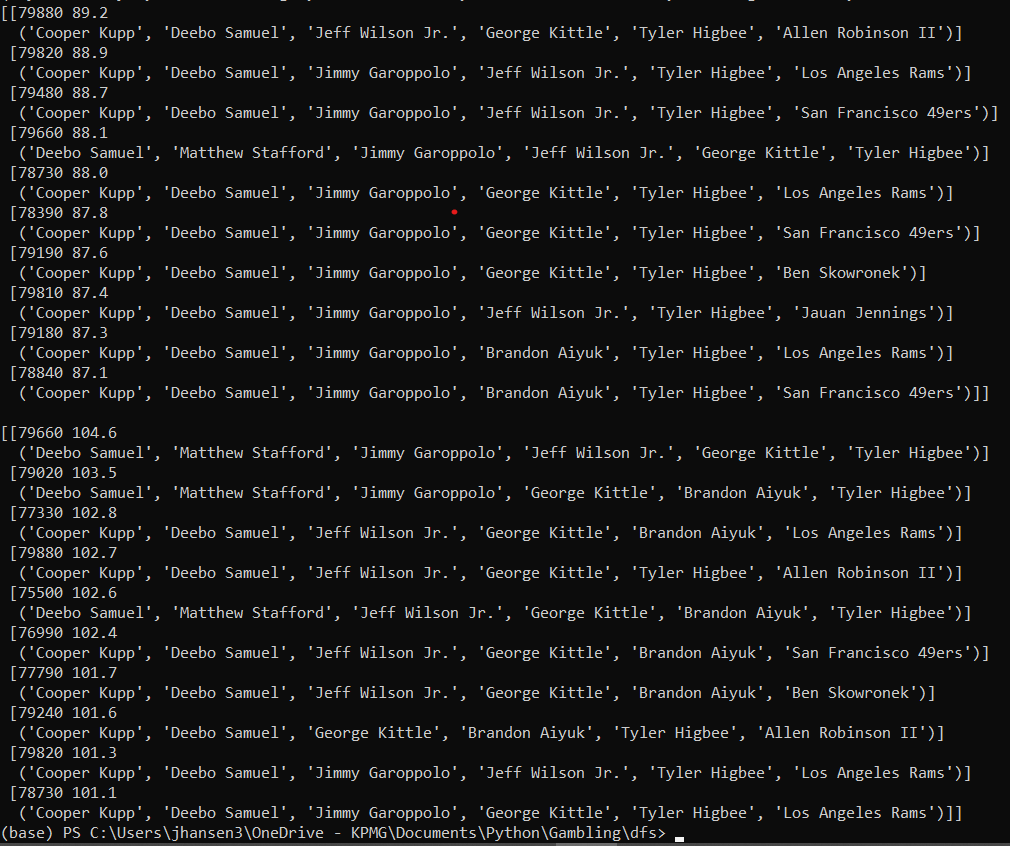 [[79880 89.2
('Cooper Kupp', 'Deebo Samuel', 'Jeff Wilson Jr.', 'George Kittle', 'Tyler Higbee', 'Allen Robinson II')]
[79820 88.9
('Cooper Kupp', 'Deebo Samuel', 'Jimmy Garoppolo', 'Jeff Wilson Jr.', 'Tyler Higbee', 'Los Angeles Rams')]
[79480 88.7
('Cooper Kupp', 'Deebo Samuel', 'Jimmy Garoppolo', 'Jeff Wilson Jr.', 'Tyler Higbee', 'San Francisco 49ers')]
[79660 88.1
('Deebo Samuel', 'Matthew Stafford', 'Jimmy Garoppolo', 'Jeff Wilson Jr.', 'George Kittle', 'Tyler Higbee')]
[78730 88.0
('Cooper Kupp', 'Deebo Samuel', 'Jimmy Garoppolo', 'George Kittle', 'Tyler Higbee', 'Los Angeles Rams')]
[78390 87.8
('Cooper Kupp', 'Deebo Samuel', 'Jimmy Garoppolo', 'George Kittle', 'Tyler Higbee', 'San Francisco 49ers')]
[79190 87.6
('Cooper Kupp', 'Deebo Samuel', 'Jimmy Garoppolo', 'George Kittle', 'Tyler Higbee', 'Ben Skowronek')]
[79810 87.4
('Cooper Kupp', 'Deebo Samuel', 'Jimmy Garoppolo', 'Jeff Wilson Jr.', 'Tyler Higbee', 'Jauan Jennings')]
[79180 87.3
('Cooper Kupp', 'Deebo Samuel', 'Jimmy Garoppolo', 'Brandon Aiyuk', 'Tyler Higbee', 'Los Angeles Rams')]
[78840 87.1
('Cooper Kupp', 'Deebo Samuel', 'Jimmy Garoppolo', 'Brandon Aiyuk', 'Tyler Higbee', 'San Francisco 49ers')]]
[[79660 104.6
('Deebo Samuel', 'Matthew Stafford', 'Jimmy Garoppolo', 'Jeff Wilson Jr.', 'George Kittle', 'Tyler Higbee')]
[79020 103.5
('Deebo Samuel', 'Matthew Stafford', 'Jimmy Garoppolo', 'George Kittle', 'Brandon Aiyuk', 'Tyler Higbee')]
[77330 102.8
('Cooper Kupp', 'Deebo Samuel', 'Jeff Wilson Jr.', 'George Kittle', 'Brandon Aiyuk', 'Los Angeles Rams')]
[79880 102.7
('Cooper Kupp', 'Deebo Samuel', 'Jeff Wilson Jr.', 'George Kittle', 'Tyler Higbee', 'Allen Robinson II')]
[75500 102.6
('Deebo Samuel', 'Matthew Stafford', 'Jeff Wilson Jr.', 'George Kittle', 'Brandon Aiyuk', 'Tyler Higbee')]
[76990 102.4
('Cooper Kupp', 'Deebo Samuel', 'Jeff Wilson Jr.', 'George Kittle', 'Brandon Aiyuk', 'San Francisco 49ers')]
[77790 101.7
('Cooper Kupp', 'Deebo Samuel', 'Jeff Wilson Jr.', 'George Kittle', 'Brandon Aiyuk', 'Ben Skowronek')]
[79240 101.6
('Cooper Kupp', 'Deebo Samuel', 'George Kittle', 'Brandon Aiyuk', 'Tyler Higbee', 'Allen Robinson II')]
[79820 101.3
('Cooper Kupp', 'Deebo Samuel', 'Jimmy Garoppolo', 'Jeff Wilson Jr.', 'Tyler Higbee', 'Los Angeles Rams')]
[78730 101.1
('Cooper Kupp', 'Deebo Samuel', 'Jimmy Garoppolo', 'George Kittle', 'Tyler Higbee', 'Los Angeles Rams')]]
(base) PS C:\Users\jhansen3\OneDrive - KPMG\Documents\Python\Gambling\dfs>